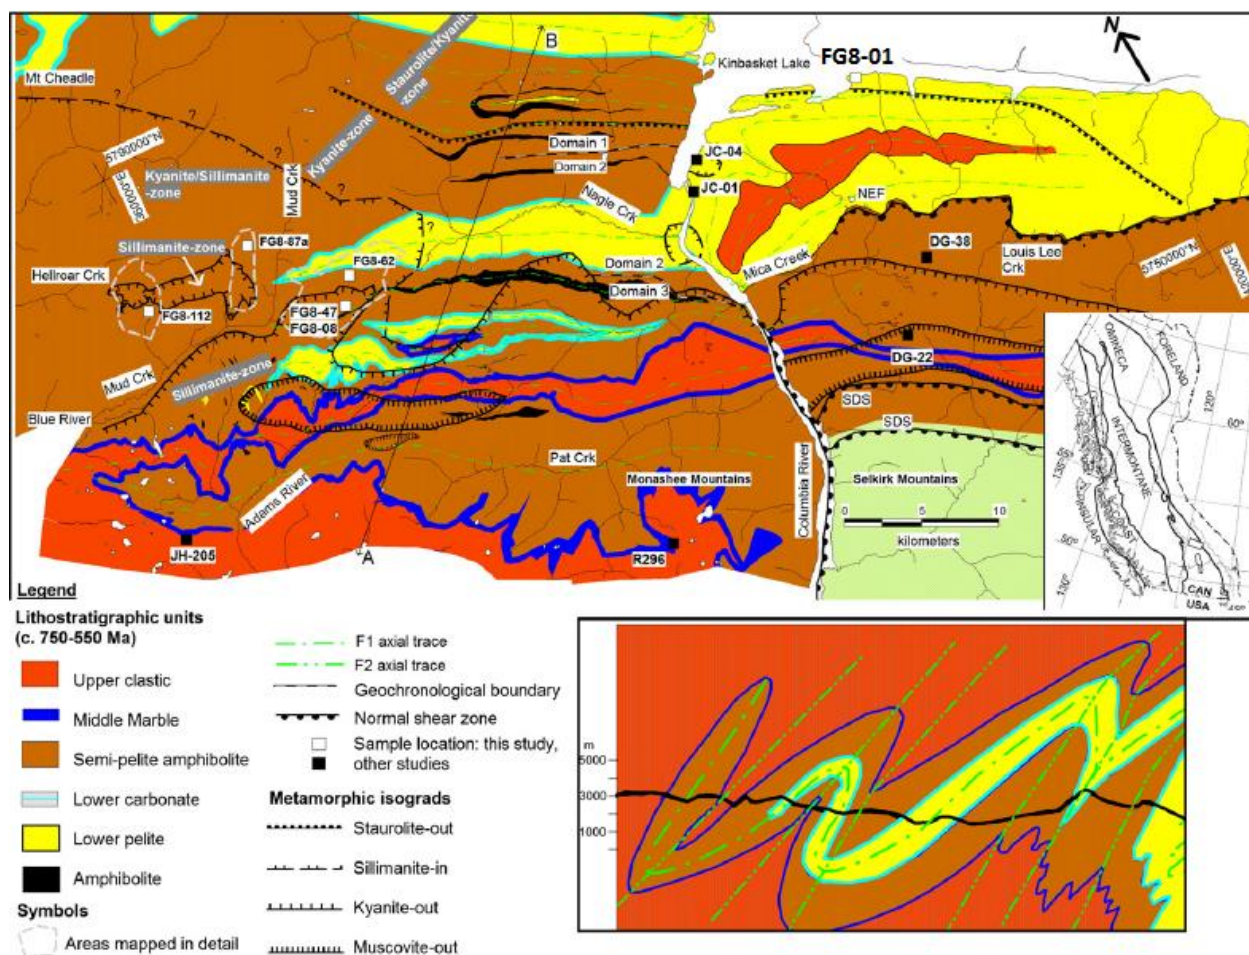 N
B
Kinbasket Lake
FG8-01
Mt Cheadle
Staurolite/Kyanite
-zone
Kyanite-zone
5790000°N
Domain 1
Domain 2
JC-04
JC-01
Kyanite/Sillimanite
-zone
Mud Crk
Nagle Crk
NEF
DG-38
Louis Lee
Crk
5750000°N
Sillimanite-zone
FG8-87a
FG8-62
Hellroar Crk
Domain 2
Mica Creek
Domain 3
FG8-112
FG8-47
FG8-08
Mud Crk
Sillimanite-zone
DG-22
Blue River
SDS
SDS
Pat Crk
Adams River
Monashee Mountains
Columbia River
Selkirk Mountains
0 5 10
kilometers
JH-205
A
R296
OMINECA
FORELAND
INTERMONTANE
COAST
INSULAR
120°
60°
135°
50°
130°
CAN
USA
Legend
Lithostratigraphic units
(c. 750-550 Ma)
Upper clastic
Middle Marble
Semi-pelite amphibolite
Lower carbonate
Lower pelite
Amphibolite
Symbols
Areas mapped in detail
F1 axial trace
F2 axial trace
Geochronological boundary
Normal shear zone
Sample location: this study,
other studies
Metamorphic isograds
Staurolite-out
Sillimanite-in
Kyanite-out
Muscovite-out
m
5000
3000
1000